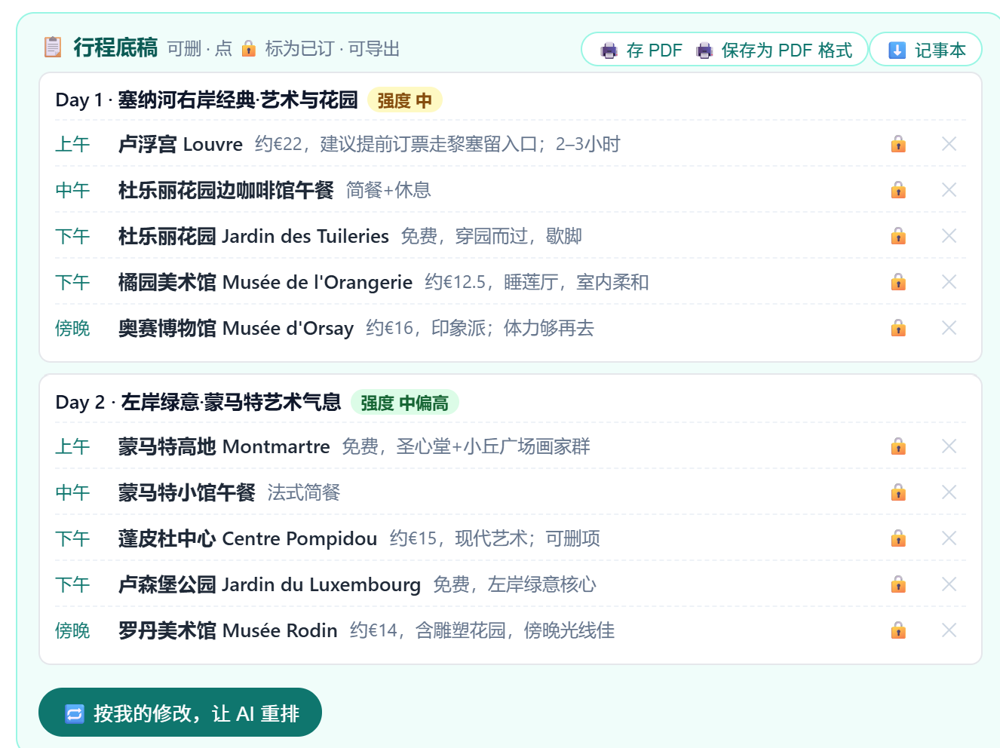 行程底稿 可删 · 点 🔒 标为已订 · 可导出 存 PDF 保存为 PDF 格式 记事本
Day 1 · 塞纳河右岸经典·艺术与花园 强度 中
上午 卢浮宫 Louvre 约€22，建议提前订票走黎塞留入口；2–3小时
中午 杜乐丽花园边咖啡馆午餐 简餐+休息
下午 杜乐丽花园 Jardin des Tuileries 免费，穿园而过，歇脚
下午 橘园美术馆 Musée de l'Orangerie 约€12.5，睡莲厅，室内柔和
傍晚 奥赛博物馆 Musée d'Orsay 约€16，印象派；体力够再去
Day 2 · 左岸绿意·蒙马特艺术气息 强度 中偏高
上午 蒙马特高地 Montmartre 免费，圣心堂+小丘广场画家群
中午 蒙马特小馆午餐 法式简餐
下午 蓬皮杜中心 Centre Pompidou 约€15，现代艺术；可删项
下午 卢森堡公园 Jardin du Luxembourg 免费，左岸绿意核心
傍晚 罗丹美术馆 Musée Rodin 约€14，含雕塑花园，傍晚光线佳
按我的修改，让 AI 重排